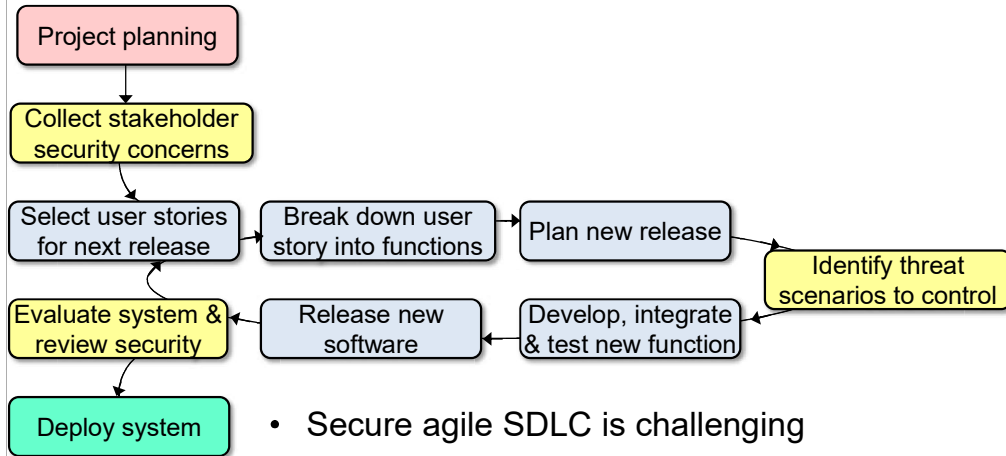 Project planning
Collect stakeholder
security concerns
Select user stories
for next release
Break down user
story into functions
Plan new release
Identify threat
scenarios to control
Develop, integrate
& test new function
Release new
software
Evaluate system &
review security
Deploy system
• Secure agile SDLC is challenging